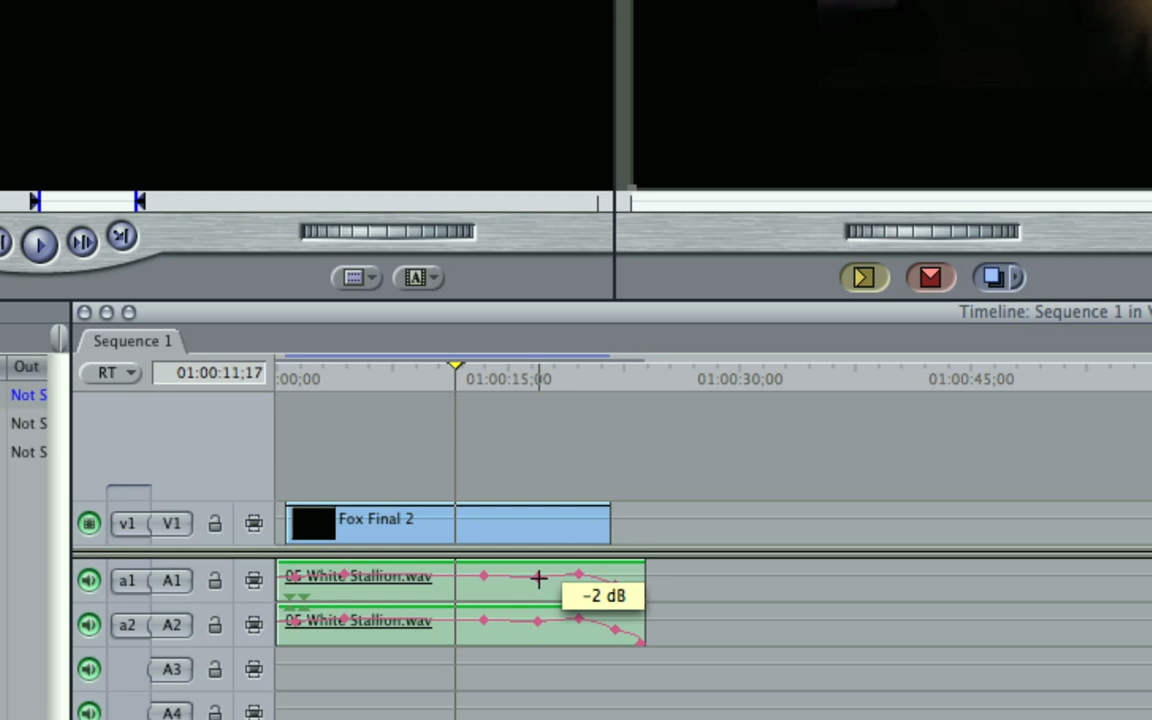 Timeline: Sequence 1 in
Sequence 1
Out
RT
01:00:11;17
:00;00
01:00:15;00
01:00:30;00
01:00:45;00
Not S
Not S
Not S
v1
V1
Fox Final 2
a1
A1
05 White Stallion.wav
-2 dB
a2
A2
05 White Stallion.wav
A3
A4